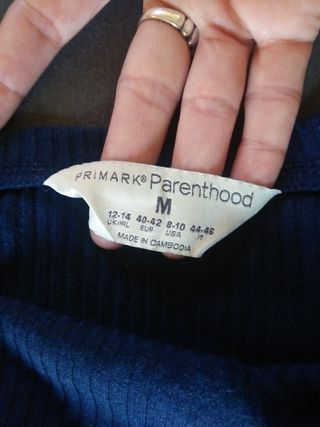 PRIMARK® Parenthood
M
12-14 40-42 8-10 44-46
UK/IRL EUR USA IT
MADE IN CAMBODIA